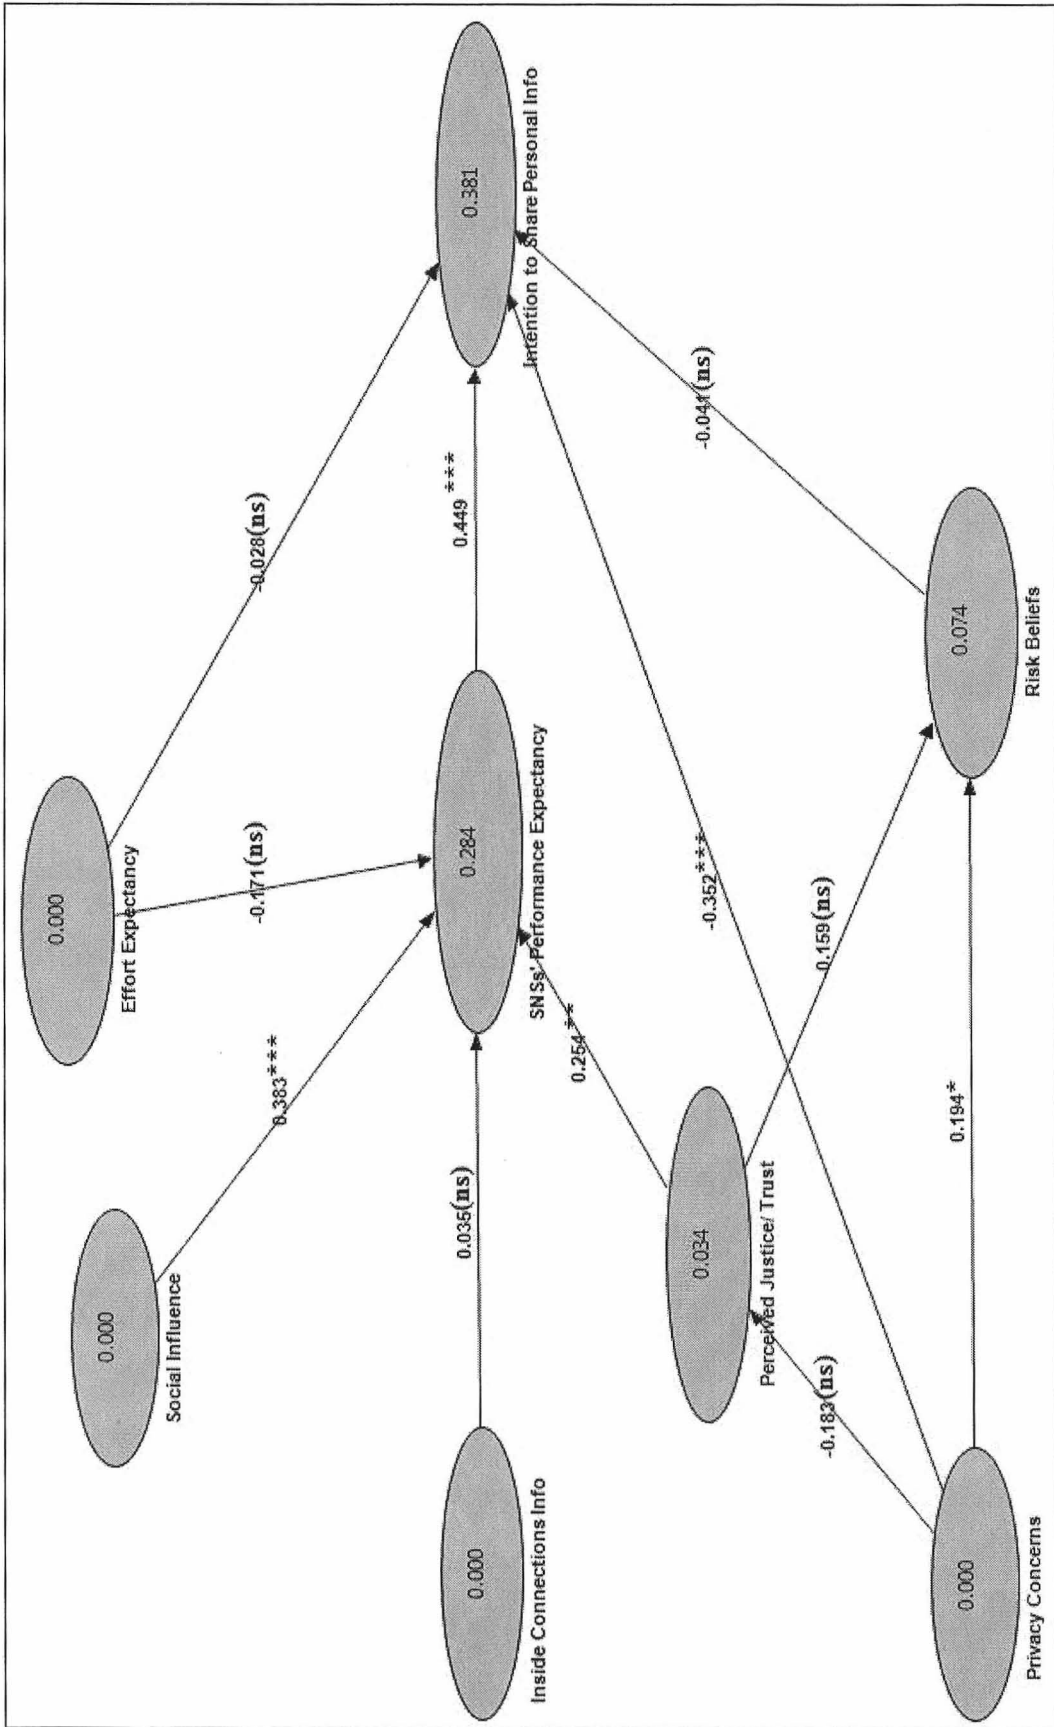 0.000
Effort Expectancy
0.000
Social Influence
-0.028(ns)
-0.171(ns)
0.383***
0.381
Intention to Share Personal Info
0.449 ***
0.284
SNSs' Performance Expectancy
0.035(ns)
0.000
Inside Connections Info
0.254**
-0.041(ns)
-0.352***
0.034
Perceived Justice/ Trust
0.159(ns)
-0.183(ns)
0.074
Risk Beliefs
0.194*
0.000
Privacy Concerns